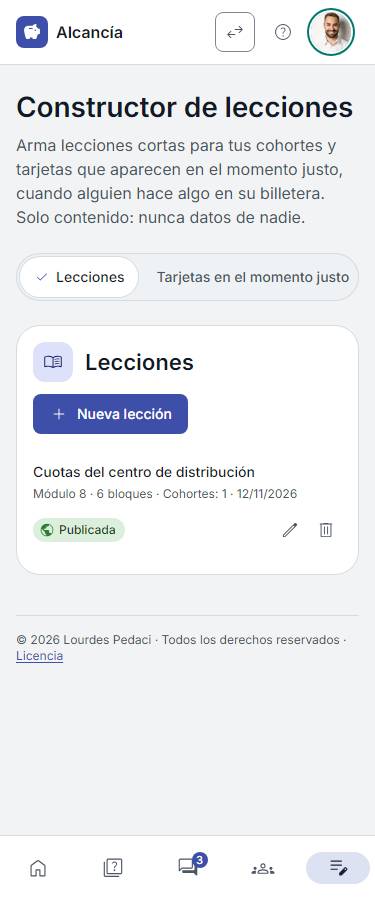 Alcancía
Constructor de lecciones
Arma lecciones cortas para tus cohortes y
tarjetas que aparecen en el momento justo,
cuando alguien hace algo en su billetera.
Solo contenido: nunca datos de nadie.
Lecciones
Tarjetas en el momento justo
Lecciones
Nueva lección
Cuotas del centro de distribución
Módulo 8 · 6 bloques · Cohortes: 1 · 12/11/2026
Publicada
© 2026 Lourdes Pedaci · Todos los derechos reservados ·
Licencia
3